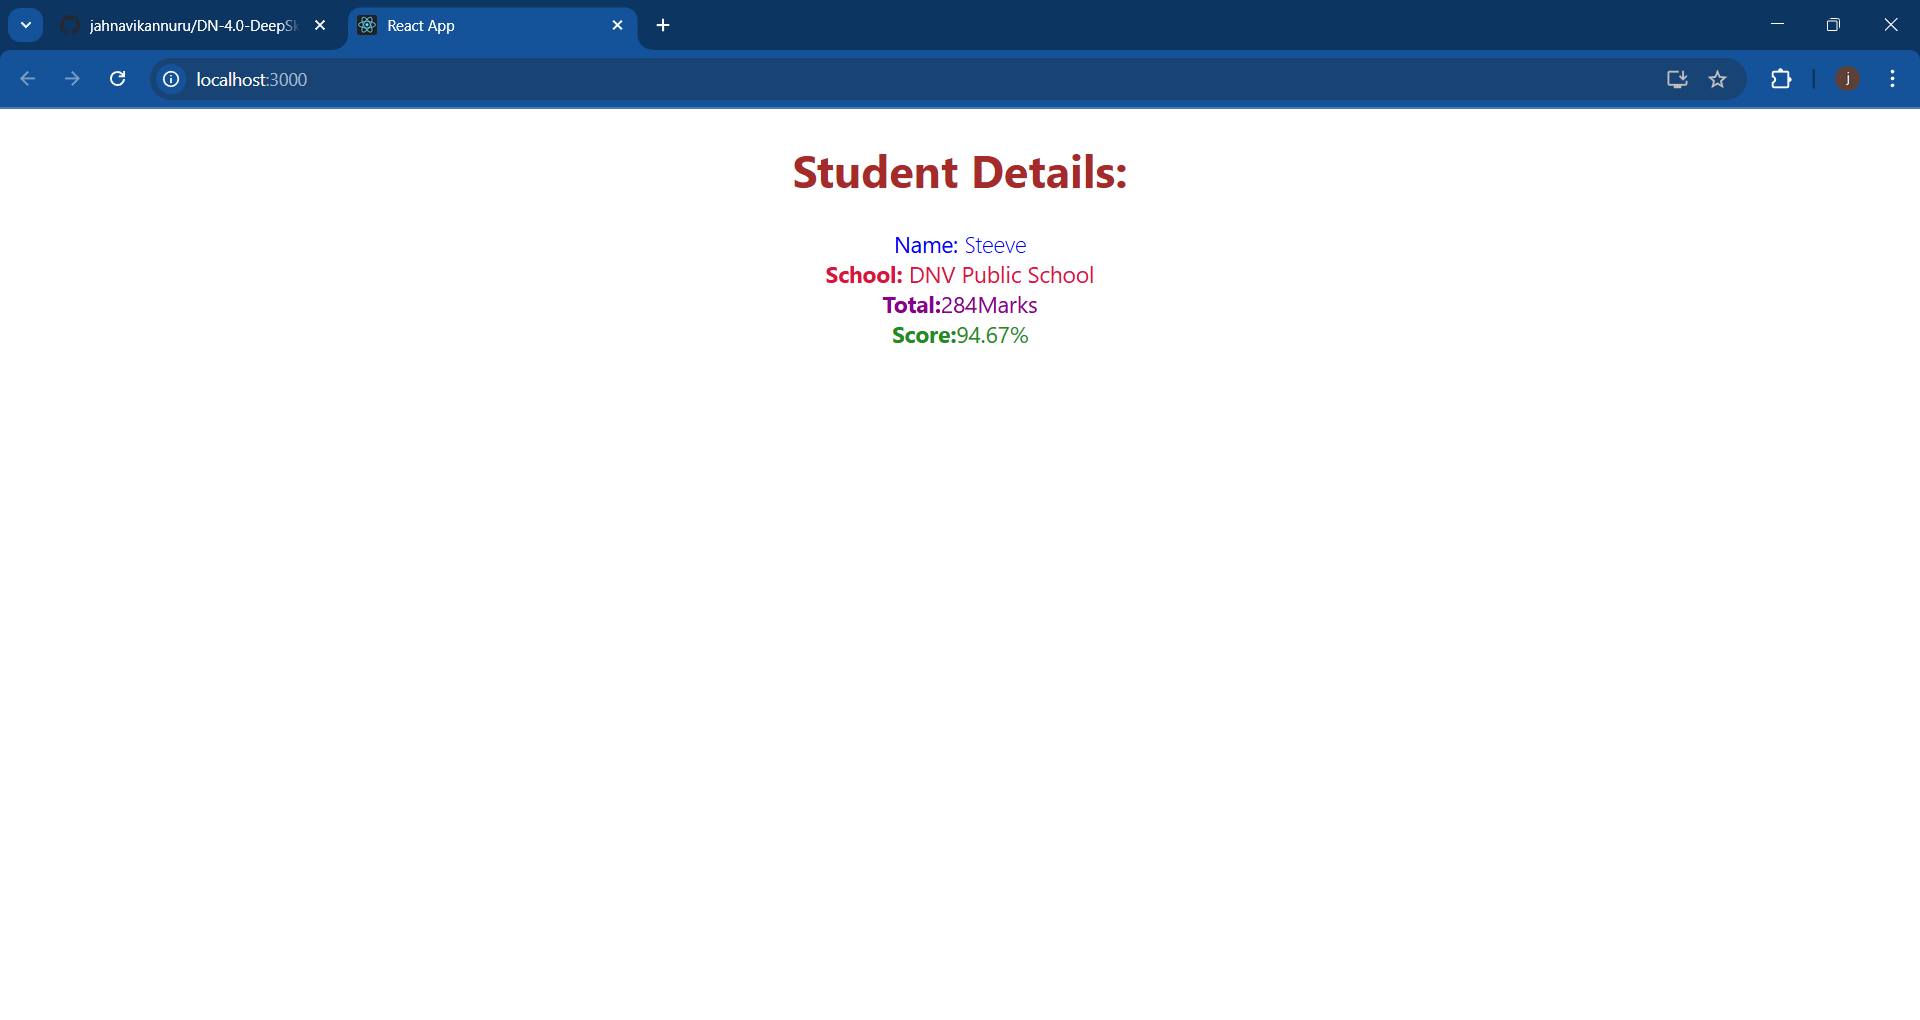 jahnavikannuru/DN-4.0-DeepSk
React App
localhost:3000
j
Student Details:
Name: Steeve
School: DNV Public School
Total:284Marks
Score:94.67%